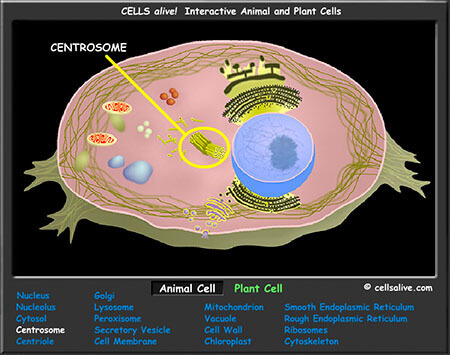 CELLS alive! Interactive Animal and Plant Cells
CENTROSOME
Animal Cell Plant Cell © cellsalive.com
Nucleus Golgi
Nucleolus Lysosome Mitochondrion Smooth Endoplasmic Reticulum
Cytosol Peroxisome Vacuole Rough Endoplasmic Reticulum
Centrosome Secretory Vesicle Cell Wall Ribosomes
Centriole Cell Membrane Chloroplast Cytoskeleton